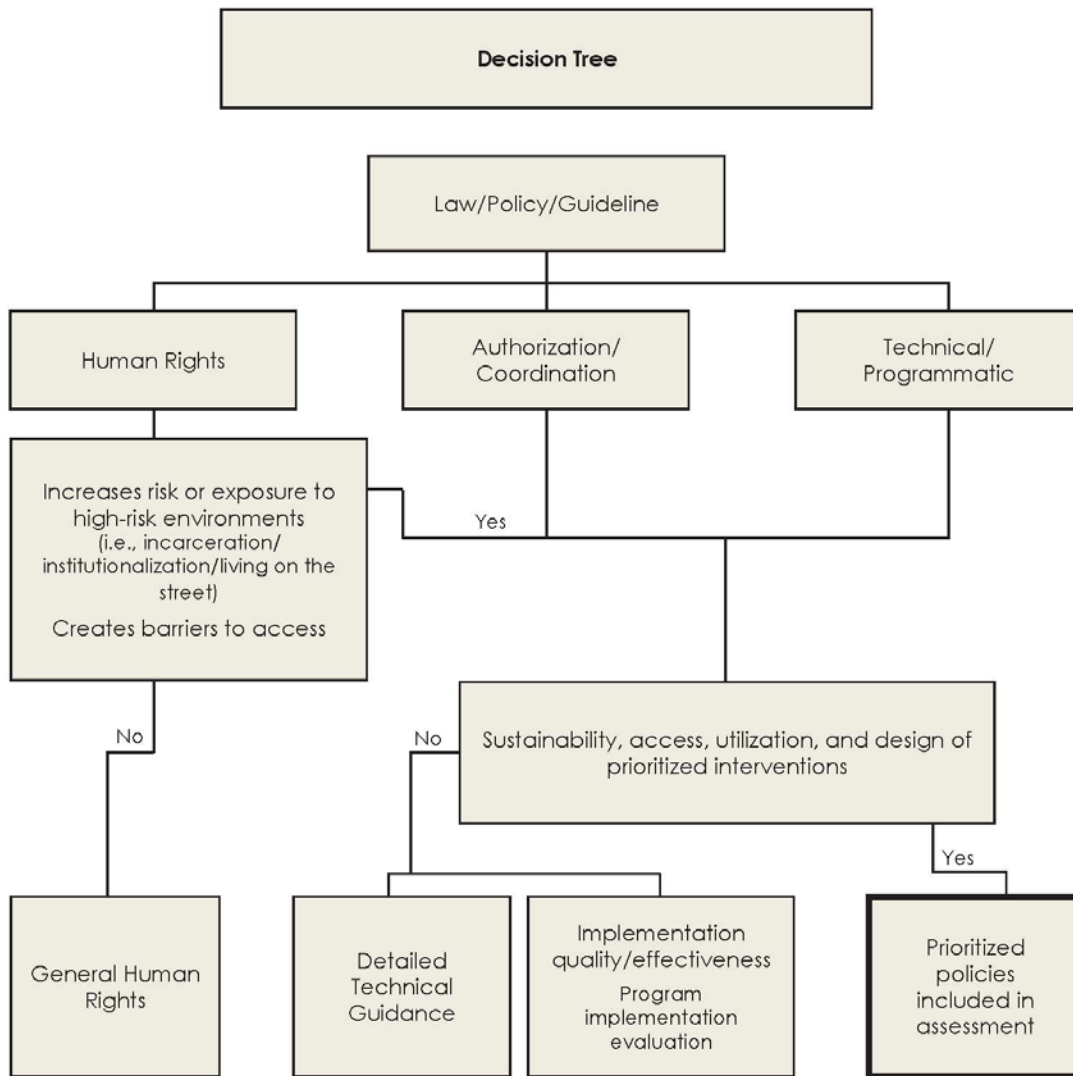 Decision Tree
Law/Policy/Guideline
Human Rights
Authorization/
Coordination
Technical/
Programmatic
Increases risk or exposure to
high-risk environments
(i.e., incarceration/
institutionalization/living on the
street)
Creates barriers to access
Yes
No
No
Sustainability, access, utilization, and design of
prioritized interventions
Yes
General Human
Rights
Detailed
Technical
Guidance
Implementation
quality/effectiveness
Program
implementation
evaluation
Prioritized
policies
included in
assessment